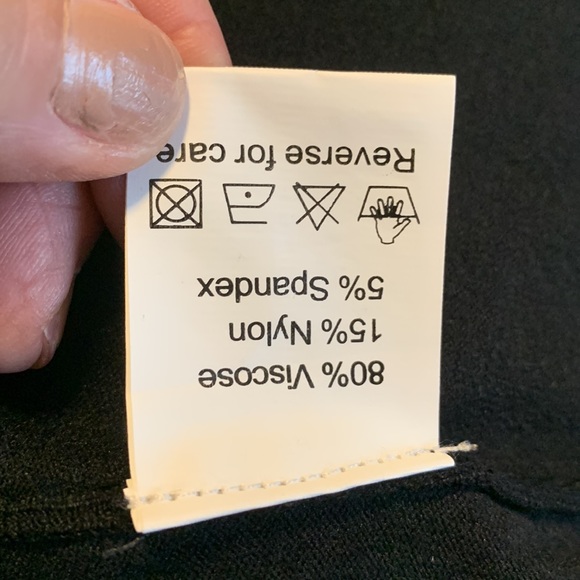 80% Viscose
15% Nylon
5% Spandex
Reverse for care